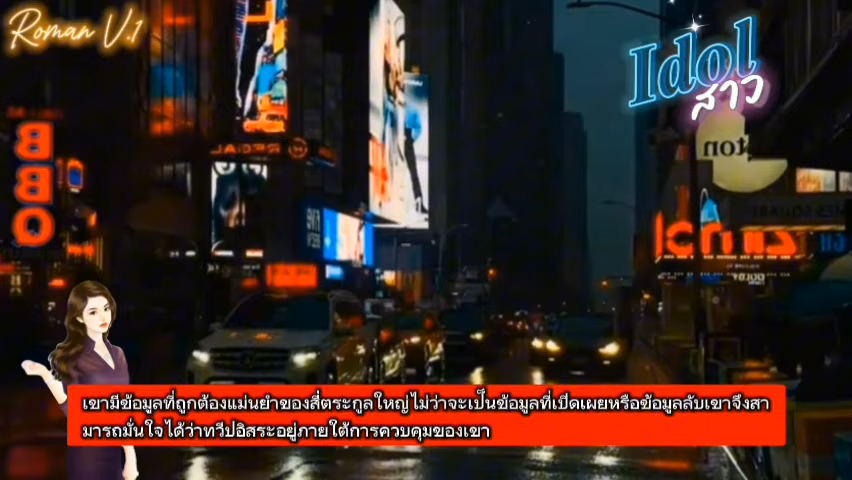 Roman V.1
Idol
สาว
BBQ
เขามีข้อมูลที่ถูกต้องแม่นยำของสี่ตระกูลใหญ่ไม่ว่าจะเป็นข้อมูลที่เปิดเผยหรือข้อมูลลับเขาจึงสา
มารถมั่นใจได้ว่าทวีปอิสระอยู่ภายใต้การควบคุมของเขา